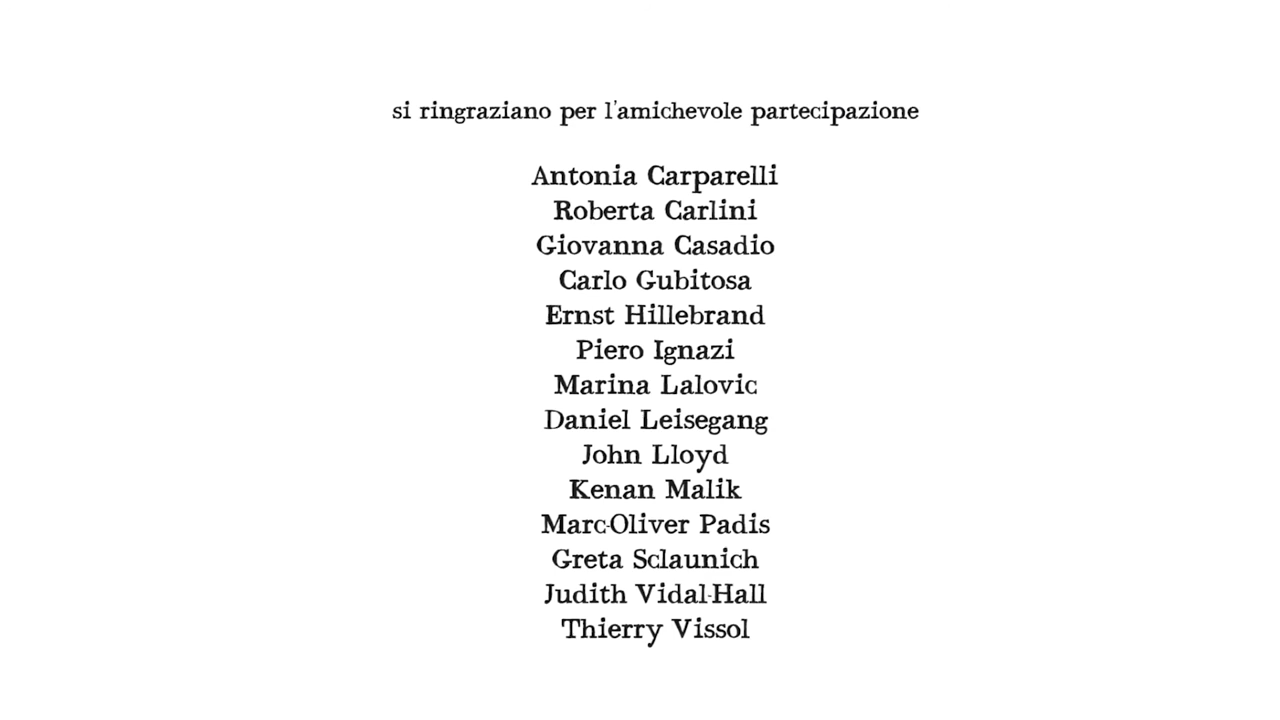 si ringraziano per l'amichevole partecipazione
Antonia Carparelli
Roberta Carlini
Giovanna Casadio
Carlo Gubitosa
Ernst Hillebrand
Piero Ignazi
Marina Lalovic
Daniel Leisegang
John Lloyd
Kenan Malik
Marc-Oliver Padis
Greta Sclaunich
Judith Vidal-Hall
Thierry Vissol